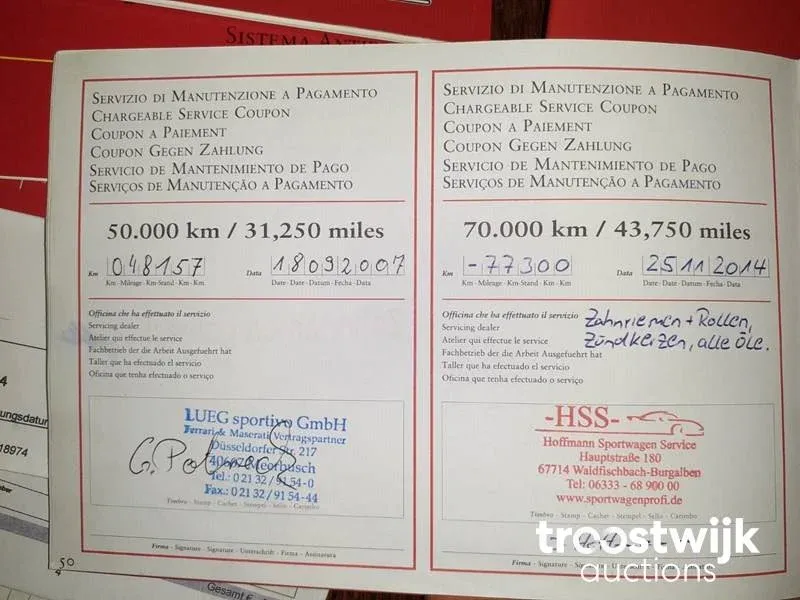 SISTEMA
SERVIZIO DI MANUTENZIONE A PAGAMENTO
CHARGEABLE SERVICE COUPON
COUPON A PAIEMENT
COUPON GEGEN ZAHLUNG
SERVICIO DE MANTENIMIENTO DE PAGO
SERVIÇOS DE MANUTENÇÃO A PAGAMENTO
50.000 km / 31,250 miles
Km 048157 Data 18092007
Km - Mileage - Km-Stand - Km - Km Date - Date - Datum - Fecha - Data
Officina che ha effettuato il servizio
Servicing dealer
Atelier qui effectue le service
Fachbetrieb der die Arbeit Ausgefuehrt hat
Taller que ha efectuado el servicio
Oficina que tenha efectuado o serviço
LUEG sportivo GmbH
Ferrari & Maserati Vertragspartner
Düsseldorfer Str. 217
Meerbusch
Tel.: 0 21 32 / 91 54-0
Fax.: 0 21 32 / 91 54-44
Timbro - Stamp - Cachet - Stempel - Sello - Carimbo
Firma - Signature - Signature - Unterschrift - Firma - Assinatura
50
SERVIZIO DI MANUTENZIONE A PAGAMENTO
CHARGEABLE SERVICE COUPON
COUPON A PAIEMENT
COUPON GEGEN ZAHLUNG
SERVICIO DE MANTENIMIENTO DE PAGO
SERVIÇOS DE MANUTENÇÃO A PAGAMENTO
70.000 km / 43,750 miles
Km -77300 Data 25112014
Km - Mileage - Km-Stand - Km - Km Date - Date - Datum - Fecha - Data
Officina che ha effettuato il servizio Zahnriemen + Rollen,
Servicing dealer
Atelier qui effectue le service Zündkerzen, alle Öle.
Fachbetrieb der die Arbeit Ausgefuehrt hat
Taller que ha efectuado el servicio
Oficina que tenha efectuado o serviço
-HSS-
Hoffmann Sportwagen Service
Hauptstraße 180
67714 Waldfischbach-Burgalben
Tel: 06333 - 68 900 00
www.sportwagenprofi.de
Timbro - Stamp - Cachet - Stempel - Sello - Carimbo
Firma - Signature - Signature
4
ungsdatur
18974
Gesamt
troostwijk
auctions